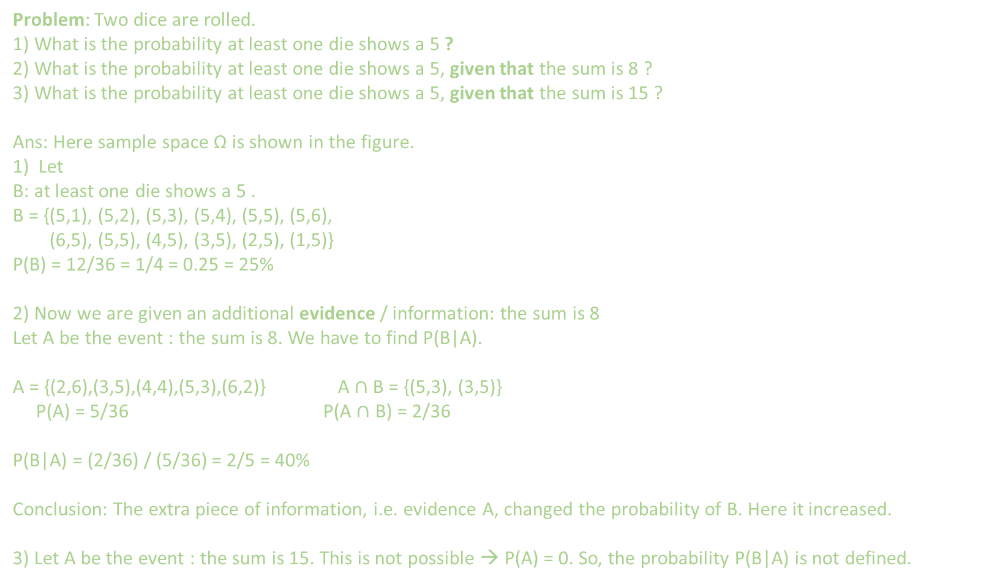 Problem: Two dice are rolled.
1) What is the probability at least one die shows a 5 ?
2) What is the probability at least one die shows a 5, given that the sum is 8 ?
3) What is the probability at least one die shows a 5, given that the sum is 15 ?
Ans: Here sample space Ω is shown in the figure.
1)  Let
B: at least one die shows a 5 .
B = {(5,1), (5,2), (5,3), (5,4), (5,5), (5,6),
(6,5), (5,5), (4,5), (3,5), (2,5), (1,5)}
P(B) = 12/36 = 1/4 = 0.25 = 25%
2) Now we are given an additional evidence / information: the sum is 8
Let A be the event : the sum is 8. We have to find P(B|A).
A = {(2,6),(3,5),(4,4),(5,3),(6,2)} A ∩ B = {(5,3), (3,5)}
P(A) = 5/36 P(A ∩ B) = 2/36
P(B|A) = (2/36) / (5/36) = 2/5 = 40%
Conclusion: The extra piece of information, i.e. evidence A, changed the probability of B. Here it increased.
3) Let A be the event : the sum is 15. This is not possible → P(A) = 0. So, the probability P(B|A) is not defined.